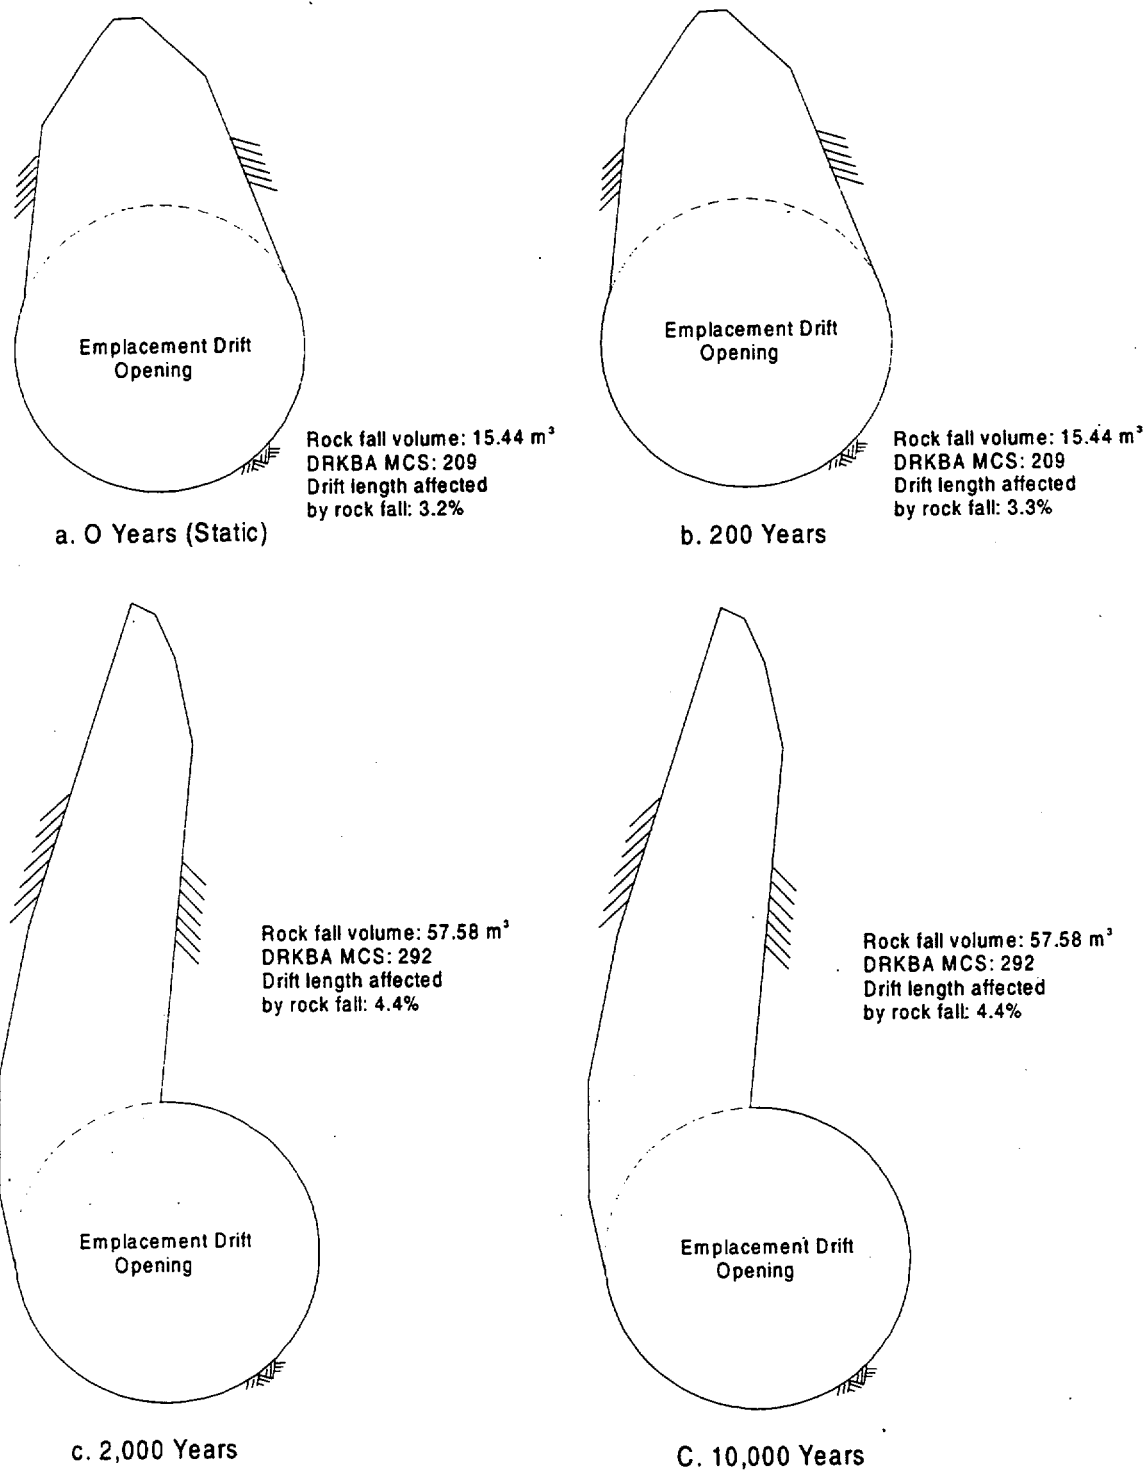 Emplacement Drift
Opening
Rock fall volume: 15.44 m³
DRKBA MCS: 209
Drift length affected
by rock fall: 3.2%
a. O Years (Static)
Emplacement Drift
Opening
Rock fall volume: 15.44 m³
DRKBA MCS: 209
Drift length affected
by rock fall: 3.3%
b. 200 Years
Rock fall volume: 57.58 m³
DRKBA MCS: 292
Drift length affected
by rock fall: 4.4%
Emplacement Drift
Opening
c. 2,000 Years
Rock fall volume: 57.58 m³
DRKBA MCS: 292
Drift length affected
by rock fall: 4.4%
Emplacement Drift
Opening
C. 10,000 Years